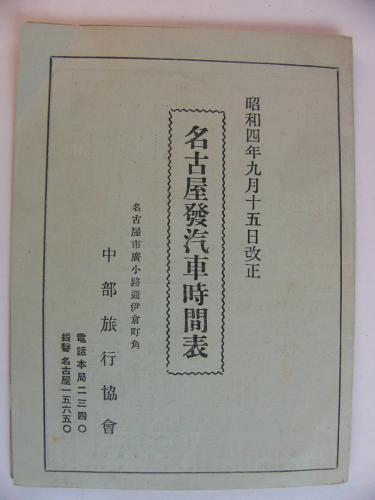 昭和四年九月十五日改正
名古屋發汽車時間表
名古屋市廣小路通伊倉町角
中部旅行協會
電話本局二三四〇
振替名古屋一五六五〇